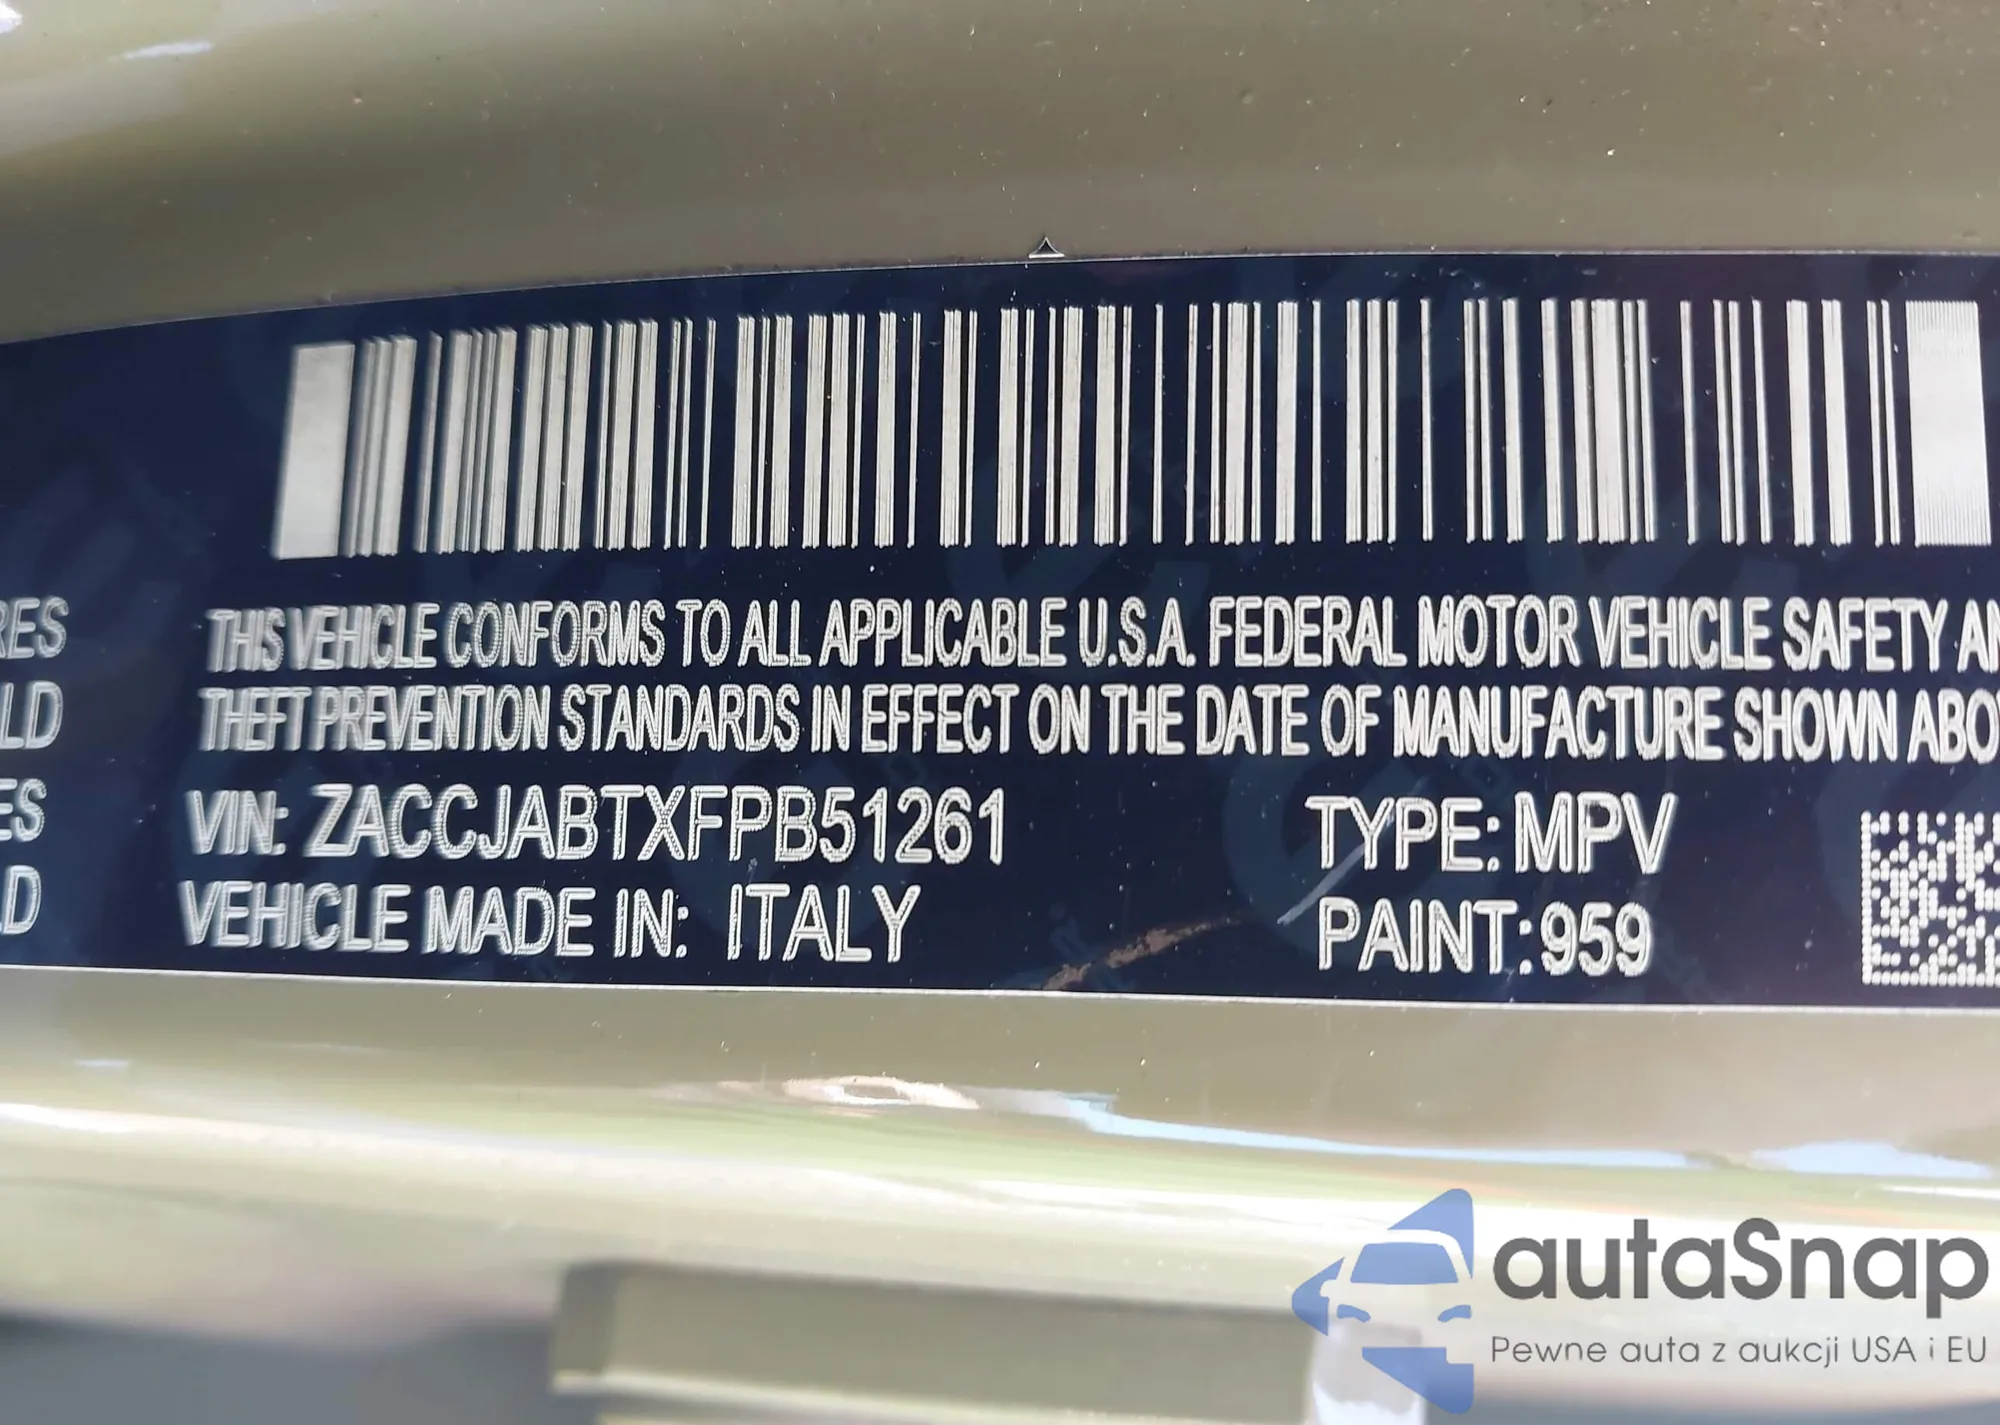 THIS VEHICLE CONFORMS TO ALL APPLICABLE U.S.A. FEDERAL MOTOR VEHICLE SAFETY AN
THEFT PREVENTION STANDARDS IN EFFECT ON THE DATE OF MANUFACTURE SHOWN ABO
VIN: ZACCJABTXFPB51261 TYPE: MPV
VEHICLE MADE IN: ITALY PAINT: 959
RES
LD
ES
LD
autaSnap
Pewne auta z aukcji USA i EU